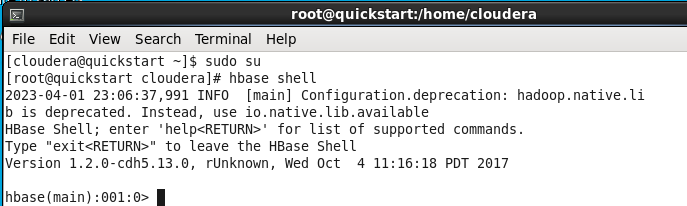 root@quickstart:/home/cloudera
File Edit View Search Terminal Help
[cloudera@quickstart ~]$ sudo su
[root@quickstart cloudera]# hbase shell
2023-04-01 23:06:37,991 INFO  [main] Configuration.deprecation: hadoop.native.li
b is deprecated. Instead, use io.native.lib.available
HBase Shell; enter 'help<RETURN>' for list of supported commands.
Type "exit<RETURN>" to leave the HBase Shell
Version 1.2.0-cdh5.13.0, rUnknown, Wed Oct  4 11:16:18 PDT 2017
hbase(main):001:0>